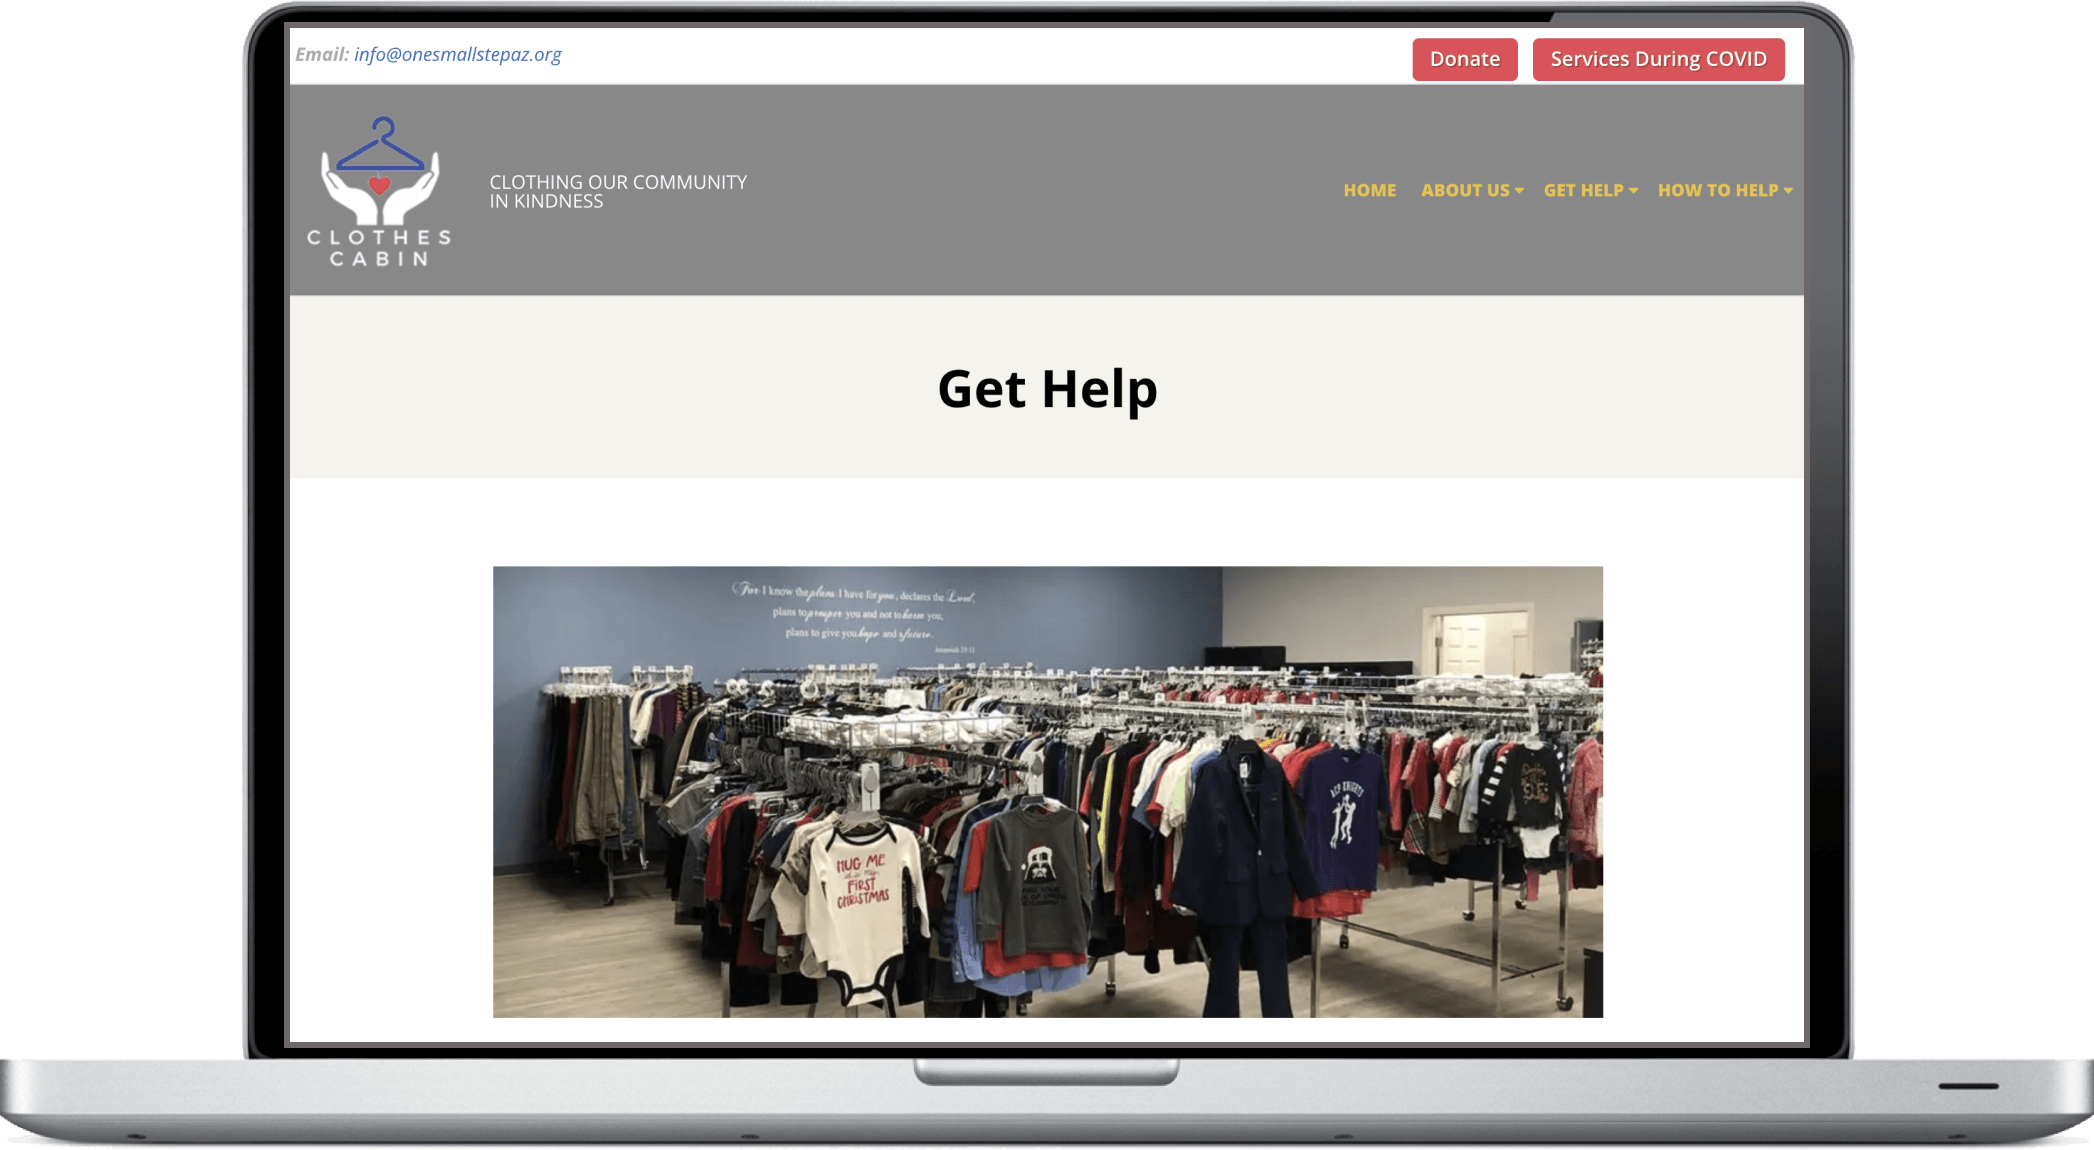 Email: info@onesmallstepaz.org
Donate
Services During COVID
CLOTHES
CABIN
CLOTHING OUR COMMUNITY
IN KINDNESS
HOME
ABOUT US
GET HELP
HOW TO HELP
Get Help
For I know the plans I have for you, declares the Lord,
plans to prosper you and not to harm you,
plans to give you hope and a future.
Jeremiah 29:11
HUG ME
FIRST
CHRISTMAS
ACP KNIGHTS